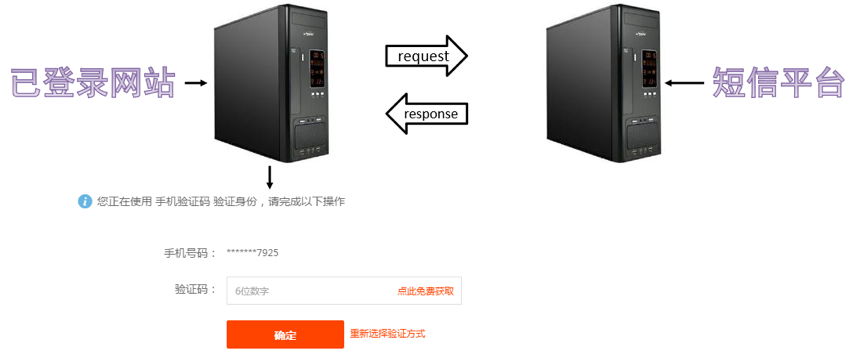 已登录网站
request
response
短信平台
您正在使用 手机验证码 验证身份，请完成以下操作
手机号码： *******7925
验证码： 6位数字 点此免费获取
确定 重新选择验证方式